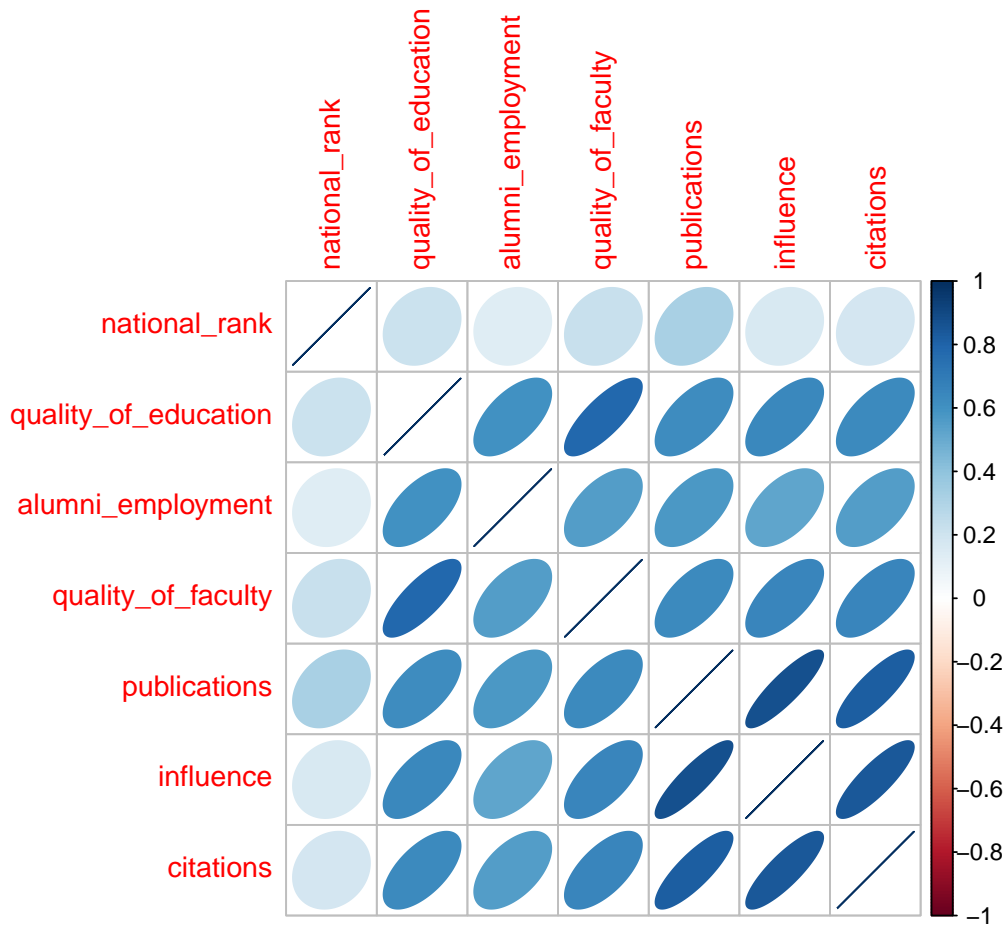 national_rank
quality_of_education
alumni_employment
quality_of_faculty
publications
influence
citations
national_rank
quality_of_education
alumni_employment
quality_of_faculty
publications
influence
citations
1
0.8
0.6
0.4
0.2
0
−0.2
−0.4
−0.6
−0.8
−1